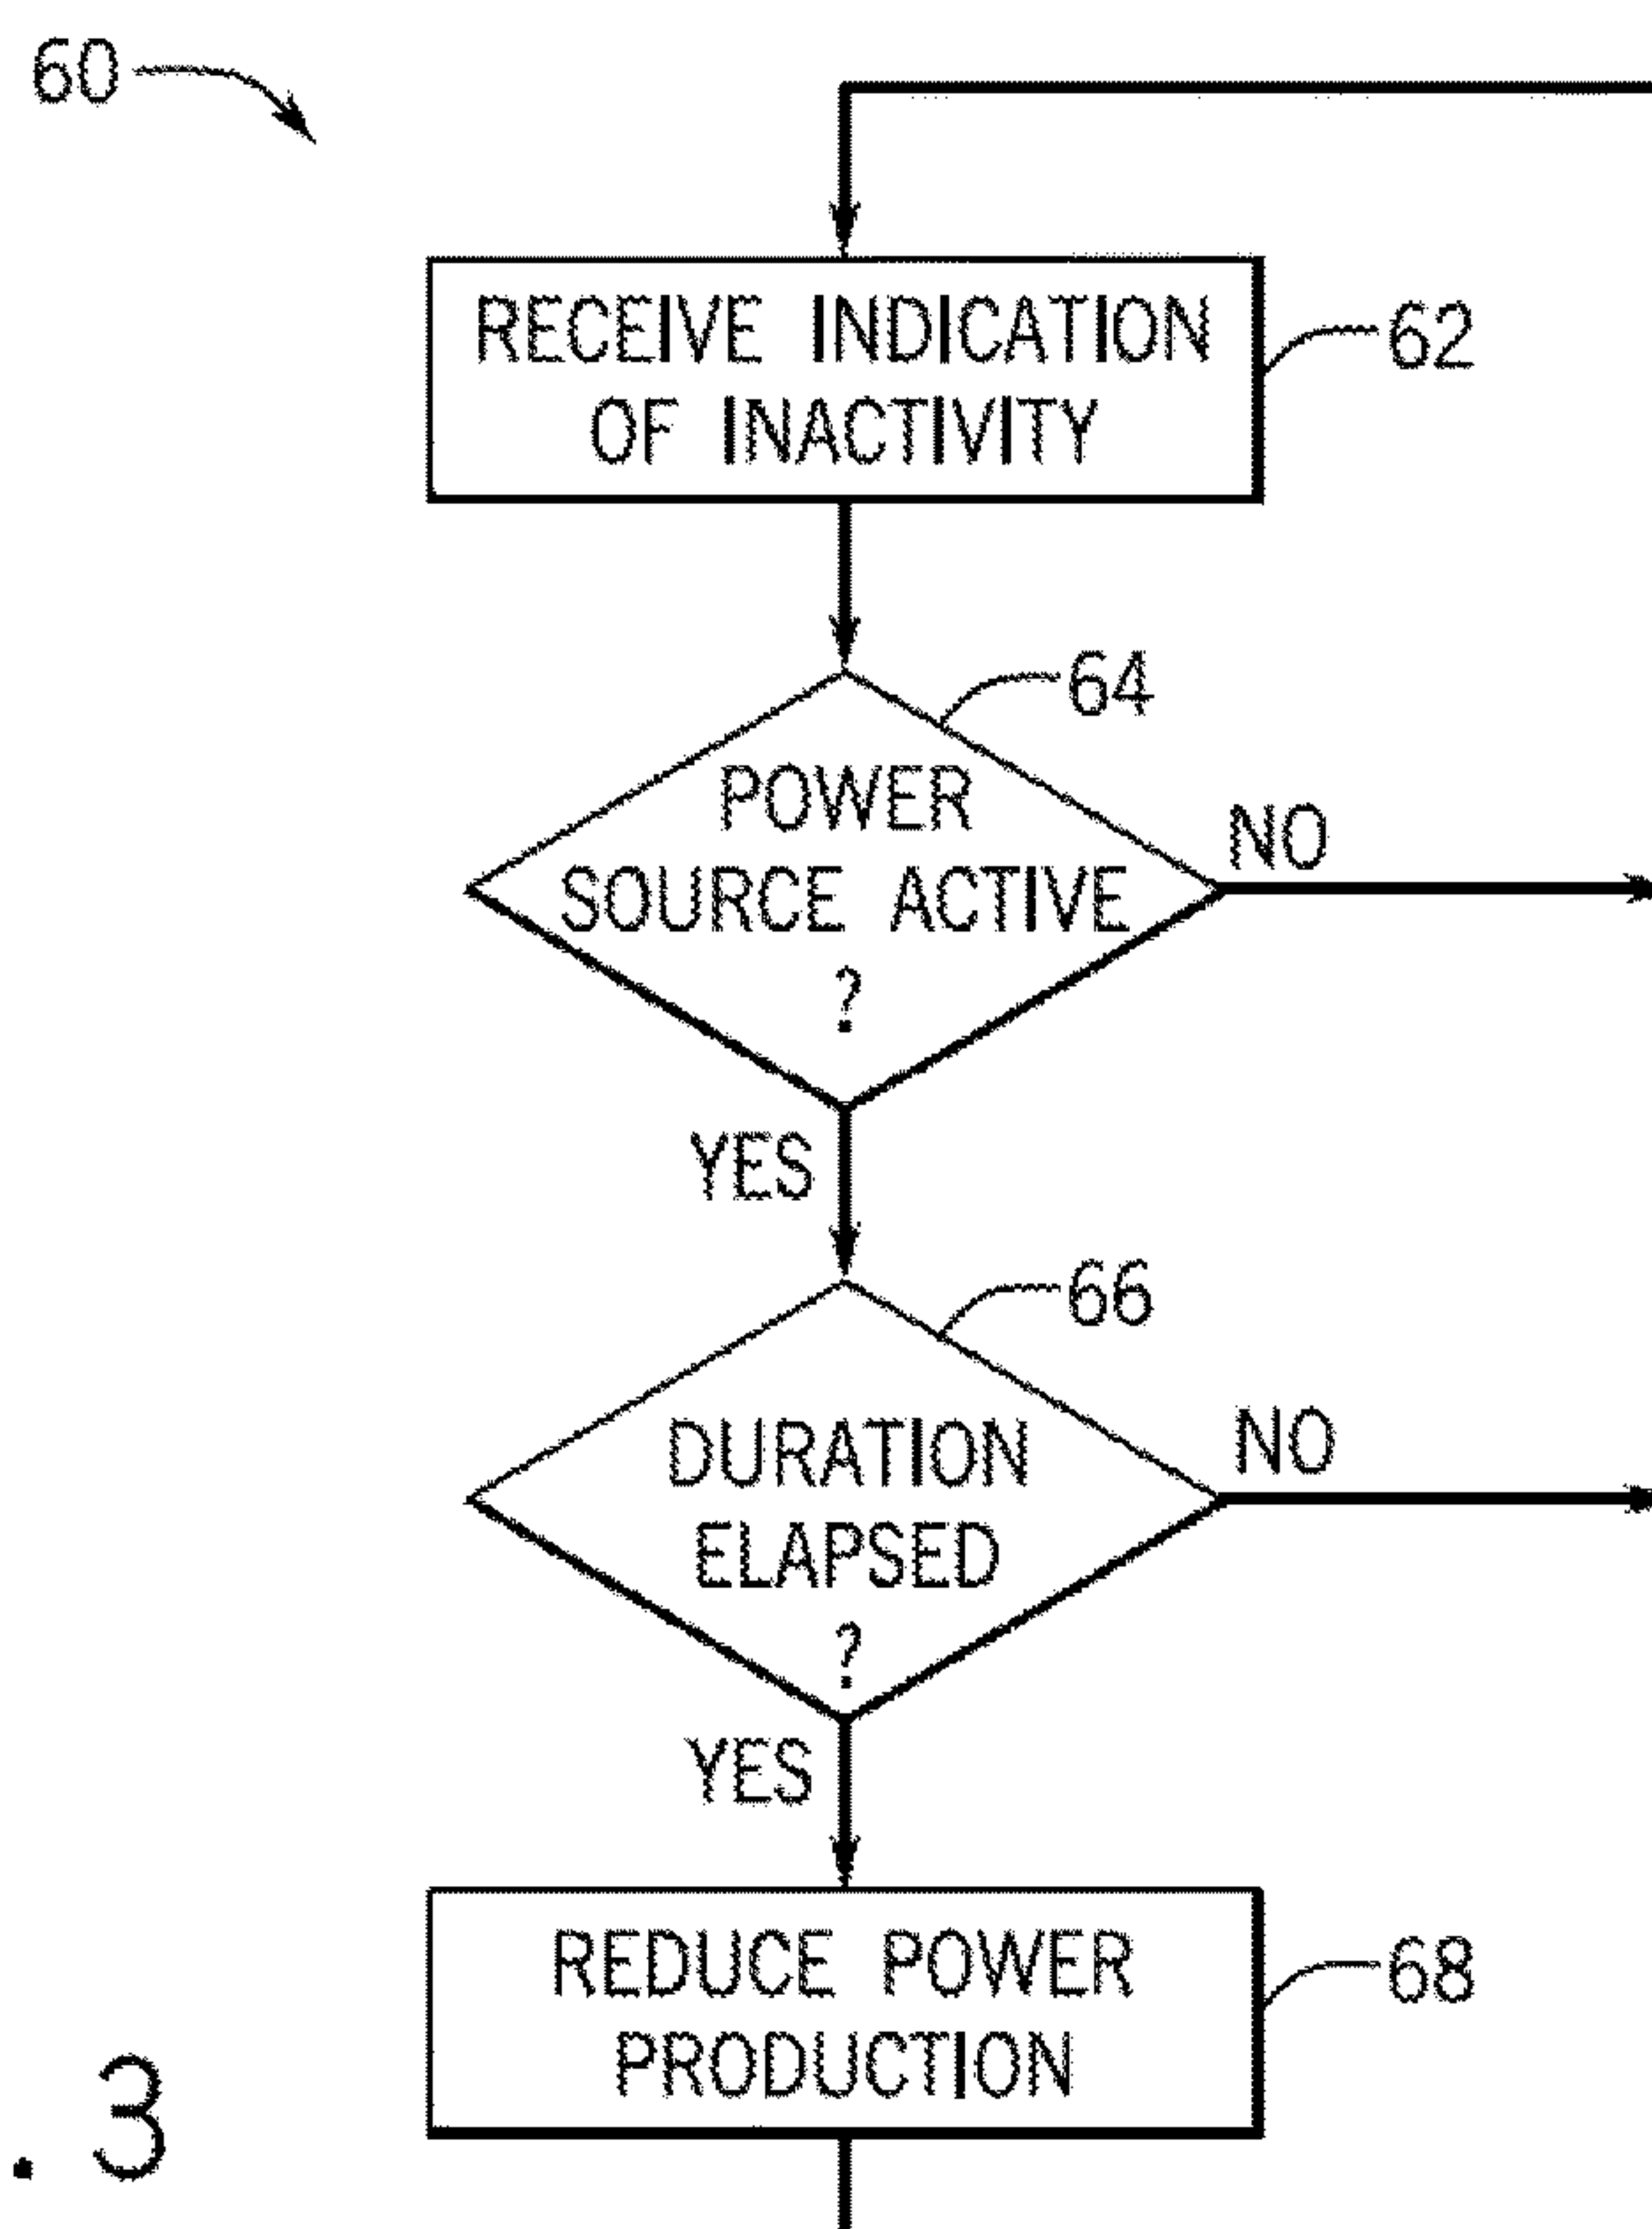 60
RECEIVE INDICATION
OF INACTIVITY
62
64
POWER
SOURCE ACTIVE
?
NO
YES
66
DURATION
ELAPSED
?
NO
YES
REDUCE POWER
PRODUCTION
68
.3